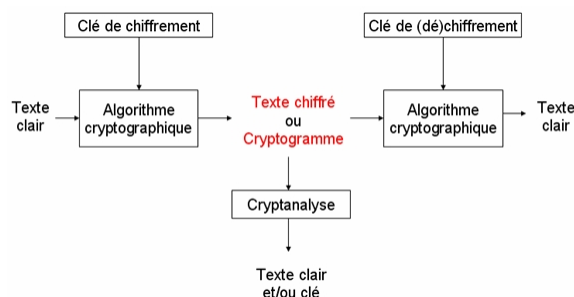 Clé de chiffrement
Clé de (dé)chiffrement
Texte
clair
Algorithme
cryptographique
Texte chiffré
ou
Cryptogramme
Algorithme
cryptographique
Texte
clair
Cryptanalyse
Texte clair
et/ou clé